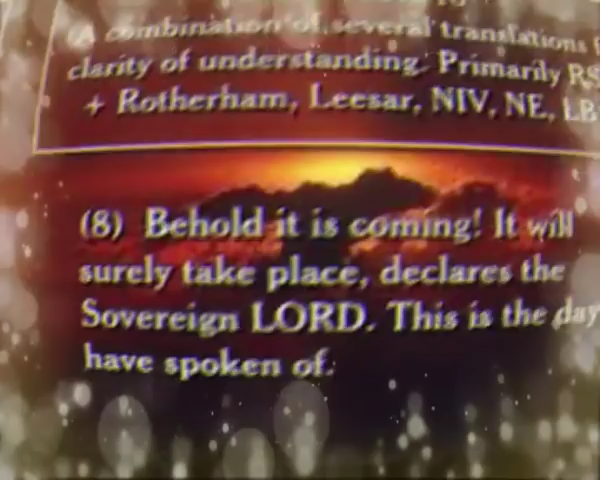 (A combination of several translations f
clarity of understanding. Primarily RS
+ Rotherham, Leesar, NIV, NE, LB
(8) Behold it is coming! It will
surely take place, declares the
Sovereign LORD. This is the day
have spoken of.